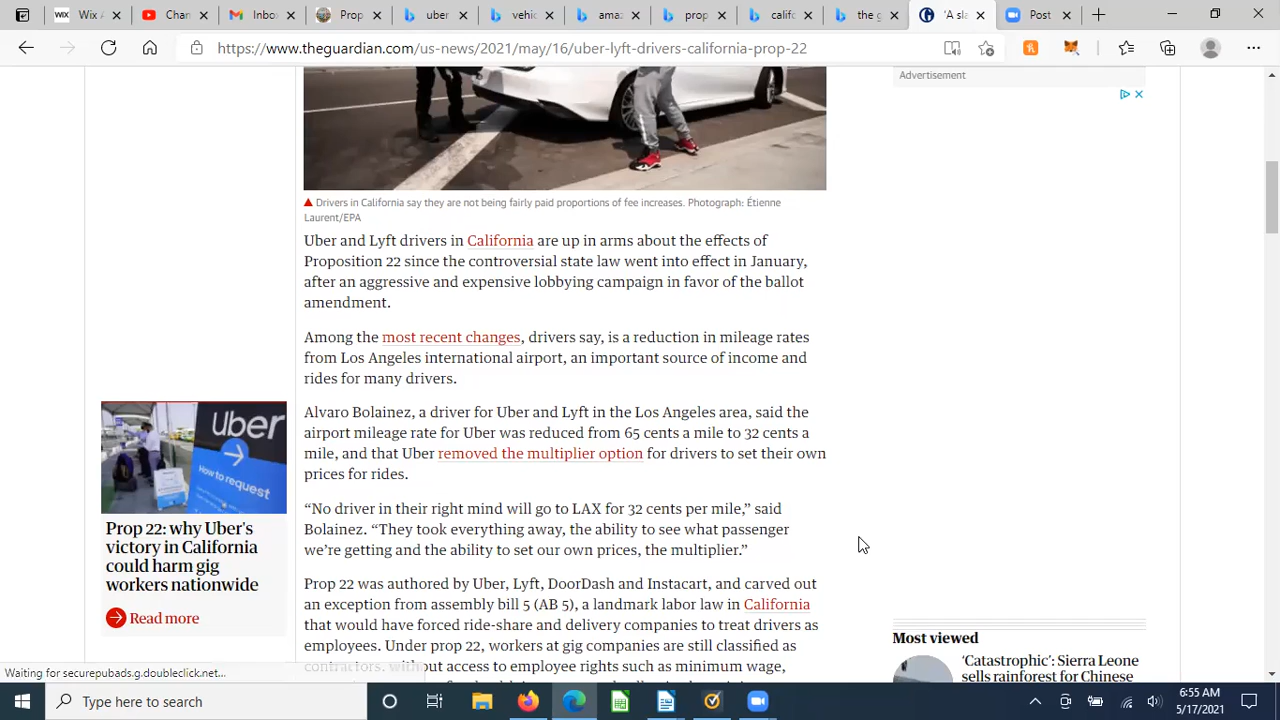 Wix
Chan
Inbo
Prop
uber
vehic
ama
prop
calif
the g
'A sla
Post
https://www.theguardian.com/us-news/2021/may/16/uber-lyft-drivers-california-prop-22
Advertisement
Drivers in California say they are not being fairly paid proportions of fee increases. Photograph: Étienne
Laurent/EPA
Uber and Lyft drivers in California are up in arms about the effects of
Proposition 22 since the controversial state law went into effect in January,
after an aggressive and expensive lobbying campaign in favor of the ballot
amendment.
Among the most recent changes, drivers say, is a reduction in mileage rates
from Los Angeles international airport, an important source of income and
rides for many drivers.
Alvaro Bolainez, a driver for Uber and Lyft in the Los Angeles area, said the
airport mileage rate for Uber was reduced from 65 cents a mile to 32 cents a
mile, and that Uber removed the multiplier option for drivers to set their own
prices for rides.
“No driver in their right mind will go to LAX for 32 cents per mile,” said
Bolainez. “They took everything away, the ability to see what passenger
we’re getting and the ability to set our own prices, the multiplier.”
Prop 22 was authored by Uber, Lyft, DoorDash and Instacart, and carved out
an exception from assembly bill 5 (AB 5), a landmark labor law in California
that would have forced ride-share and delivery companies to treat drivers as
employees. Under prop 22, workers at gig companies are still classified as
contractors, without access to employee rights such as minimum wage,
Uber
How to request
Prop 22: why Uber's
victory in California
could harm gig
workers nationwide
Read more
Most viewed
‘Catastrophic’: Sierra Leone
sells rainforest for Chinese
Waiting for securepubads.g.doubleclick.net...
Type here to search
6:55 AM
5/17/2021